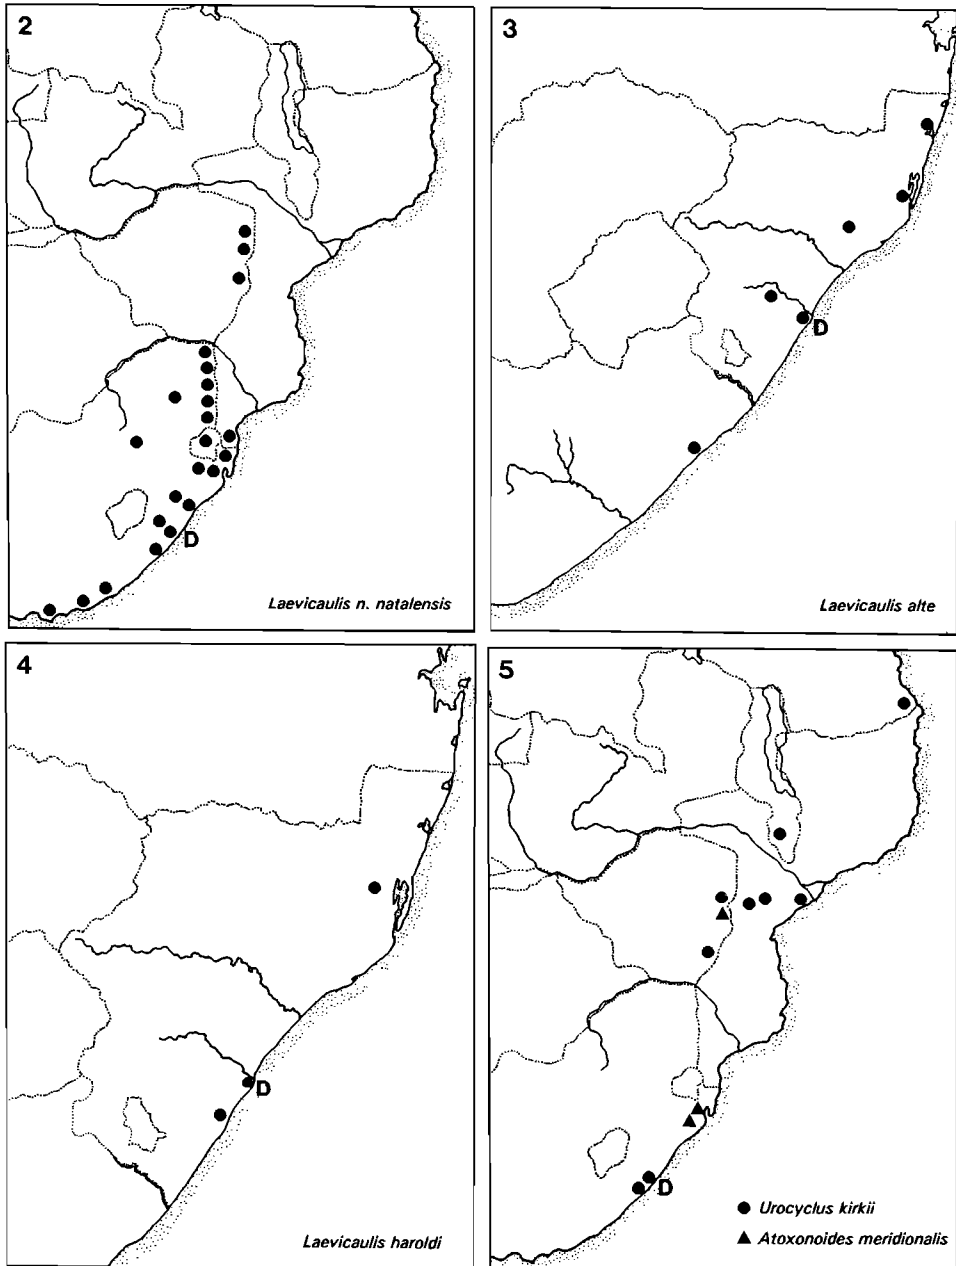 2
D
Laevicaulis n. natalensis
3
D
Laevicaulis alte
4
D
Laevicaulis haroldi
5
D
Urocyclus kirkii
Atoxonoides meridionalis